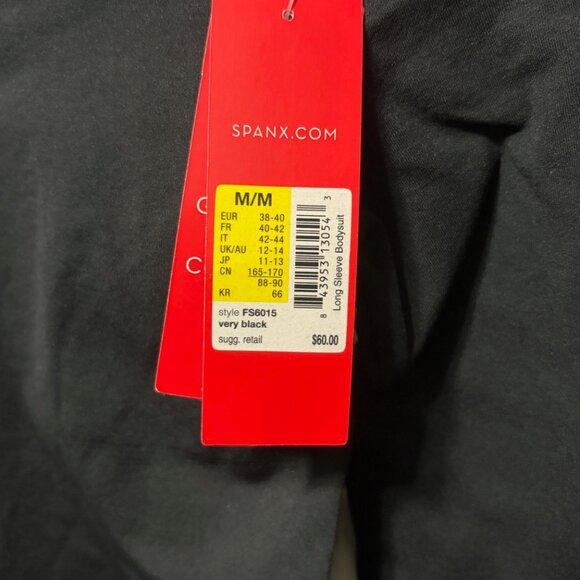 SPANX.COM
M/M
EUR 38-40
FR 40-42
IT 42-44
UK/AU 12-14
JP 11-13
CN 165-170
88-90
KR 66
style FS6015
very black
sugg. retail $60.00
8 43953 13054 3
Long Sleeve Bodysuit
G
C